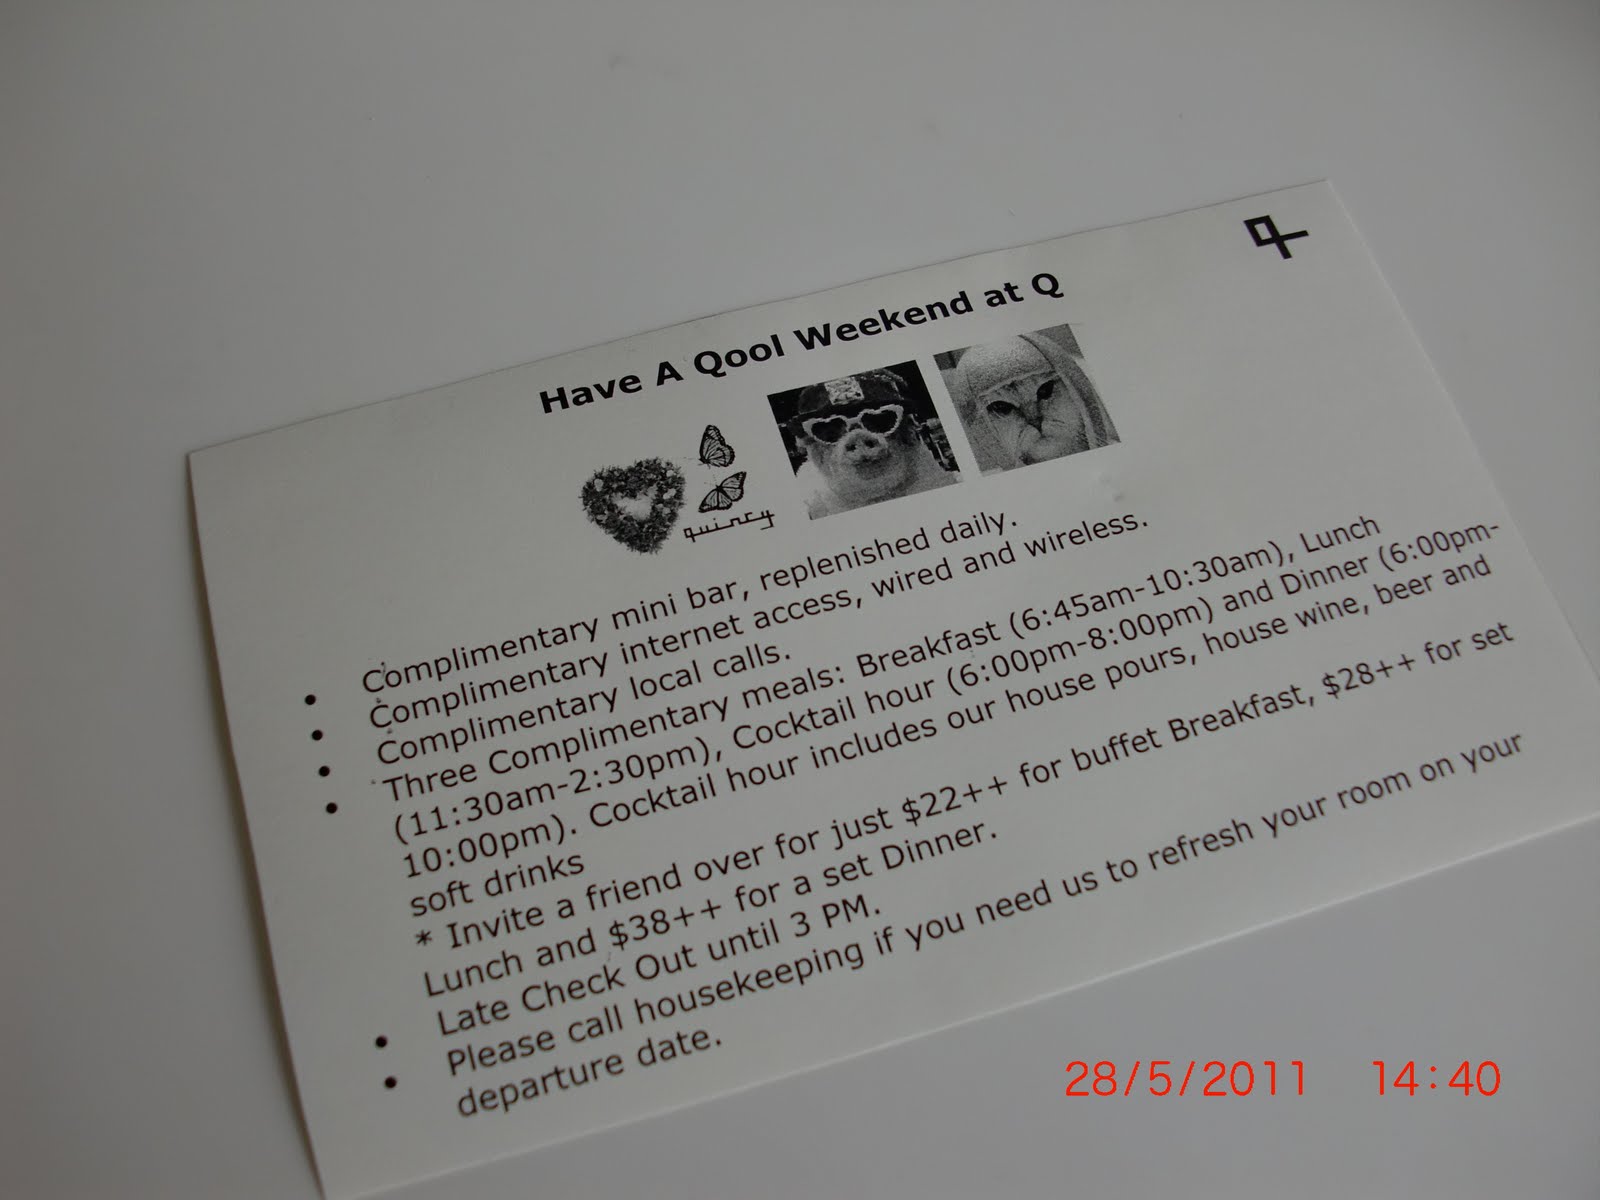 Have A Qool Weekend at Q
quincy
• Complimentary mini bar, replenished daily.
• Complimentary internet access, wired and wireless.
• Complimentary local calls.
• Three Complimentary meals: Breakfast (6:45am-10:30am), Lunch
(11:30am-2:30pm), Cocktail hour (6:00pm-8:00pm) and Dinner (6:00pm-
10:00pm). Cocktail hour includes our house pours, house wine, beer and
soft drinks
* Invite a friend over for just $22++ for buffet Breakfast, $28++ for set
Lunch and $38++ for a set Dinner.
• Late Check Out until 3 PM.
• Please call housekeeping if you need us to refresh your room on your
departure date.
28/5/2011 14:40